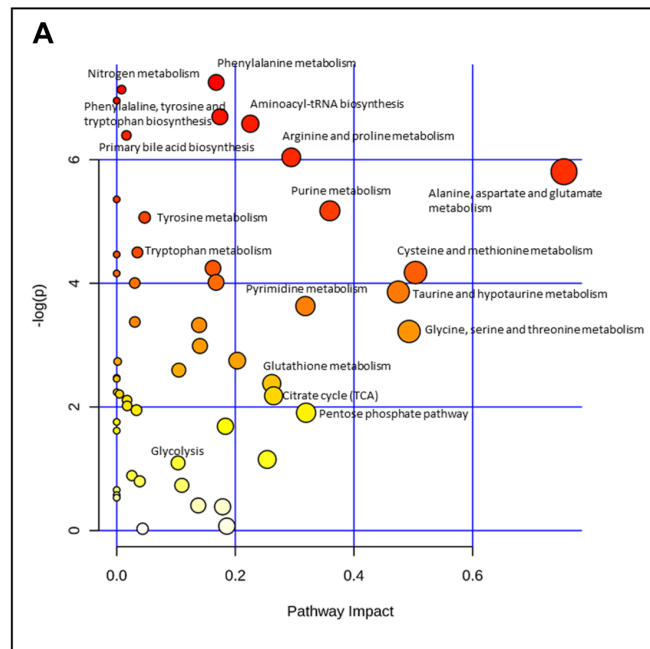 A
Phenylalanine metabolism
Nitrogen metabolism
Phenylalaline, tyrosine and
tryptophan biosynthesis
Aminoacyl-tRNA biosynthesis
Primary bile acid biosynthesis
Arginine and proline metabolism
6
Purine metabolism
Alanine, aspartate and glutamate
metabolism
Tyrosine metabolism
Tryptophan metabolism
Cysteine and methionine metabolism
4
Pyrimidine metabolism
Taurine and hypotaurine metabolism
-log(p)
Glycine, serine and threonine metabolism
Glutathione metabolism
Citrate cycle (TCA)
2
Pentose phosphate pathway
Glycolysis
0
0.0
0.2
0.4
0.6
Pathway Impact